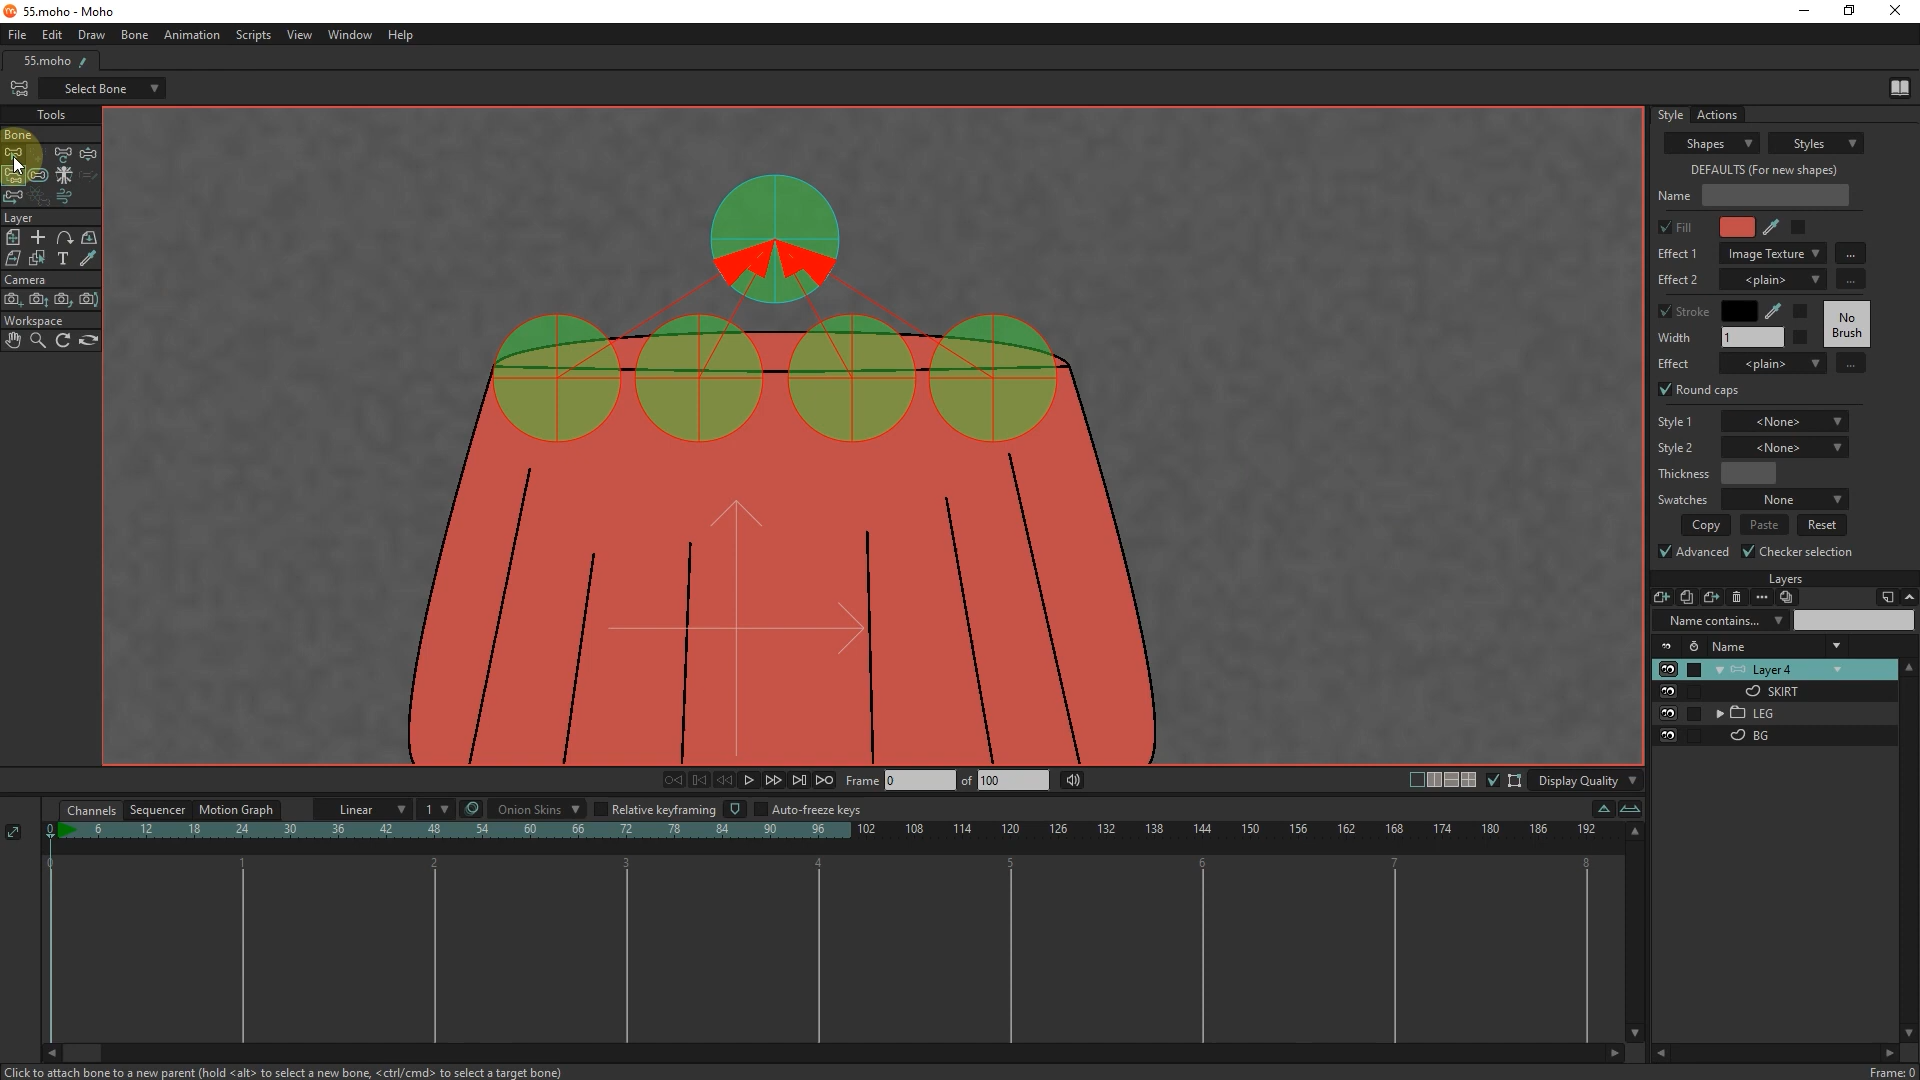 55.moho - Moho
File Edit Draw Bone Animation Scripts View Window Help
55.moho
Select Bone
Tools
Bone
Layer
T
Camera
Workspace
Style Actions
Shapes Styles
DEFAULTS (For new shapes)
Name
Fill
Effect 1 Image Texture ...
Effect 2 <plain> ...
Stroke
No Brush
Width 1
Effect <plain> ...
Round caps
Style 1 <None>
Style 2 <None>
Thickness
Swatches None
Copy Paste Reset
Advanced Checker selection
Layers
Name contains...
Name
Layer 4
SKIRT
LEG
BG
Frame 0 of 100 Display Quality
Channels Sequencer Motion Graph Linear 1 Onion Skins Relative keyframing Auto-freeze keys
0 6 12 18 24 30 36 42 48 54 60 66 72 78 84 90 96 102 108 114 120 126 132 138 144 150 156 162 168 174 180 186 192
0 1 2 3 4 5 6 7 8
Click to attach bone to a new parent (hold <alt> to select a new bone, <ctrl/cmd> to select a target bone) Frame: 0